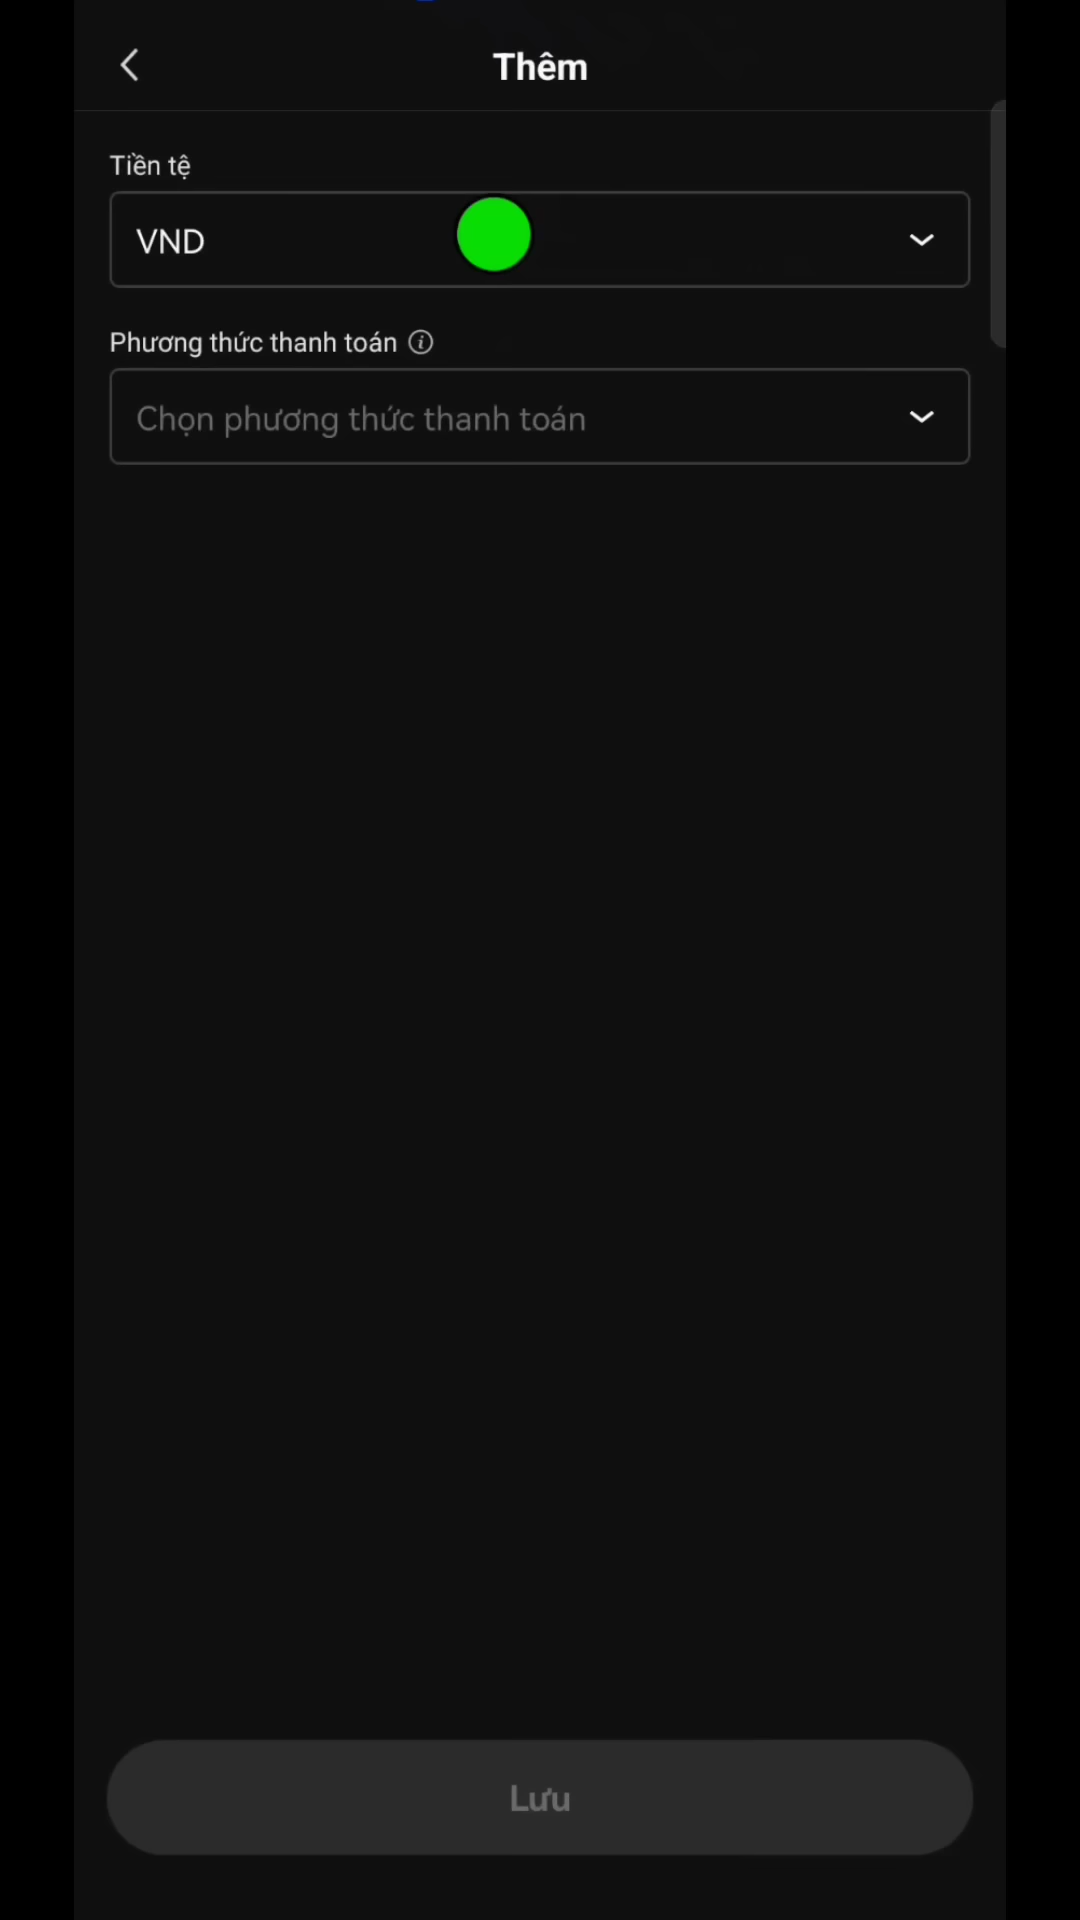 Thêm
Tiền tệ
VND
Phương thức thanh toán
Chọn phương thức thanh toán
Lưu